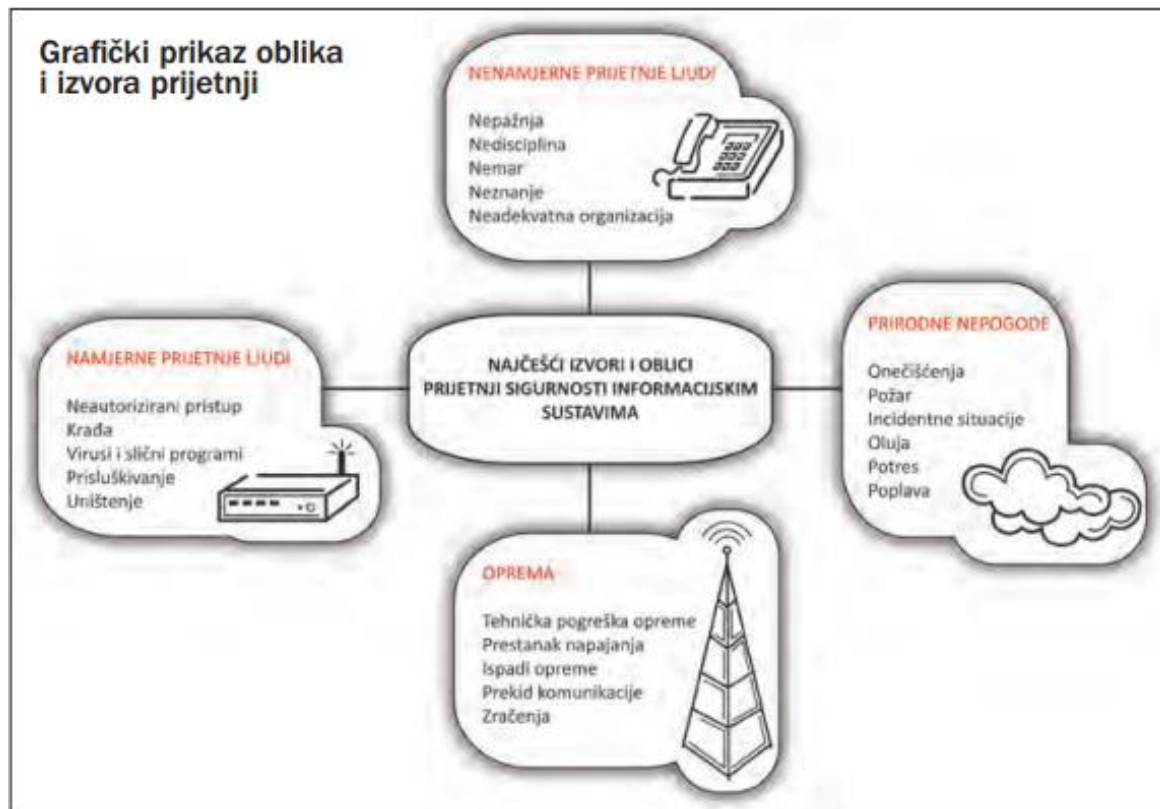 Grafički prikaz oblika
i izvora prijetnji
NENAMJERNE PRIJETNJE LJUDI
Nepažnja
Nedisciplina
Nemar
Neznanje
Neadekvatna organizacija
NAMJERNE PRIJETNJE LJUDI
Neautorizirani pristup
Krađa
Virusi i slični programi
Prisluškivanje
Uništenje
NAJČEŠĆI IZVORI I OBLICI
PRIJETNJI SIGURNOSTI INFORMACIJSKIM
SUSTAVIMA
PRIRODNE NEPOGODE
Onečišćenja
Požar
Incidentne situacije
Oluja
Potres
Poplava
OPREMA
Tehnička pogreška opreme
Prestanak napajanja
Ispadi opreme
Prekid komunikacije
Zračenja